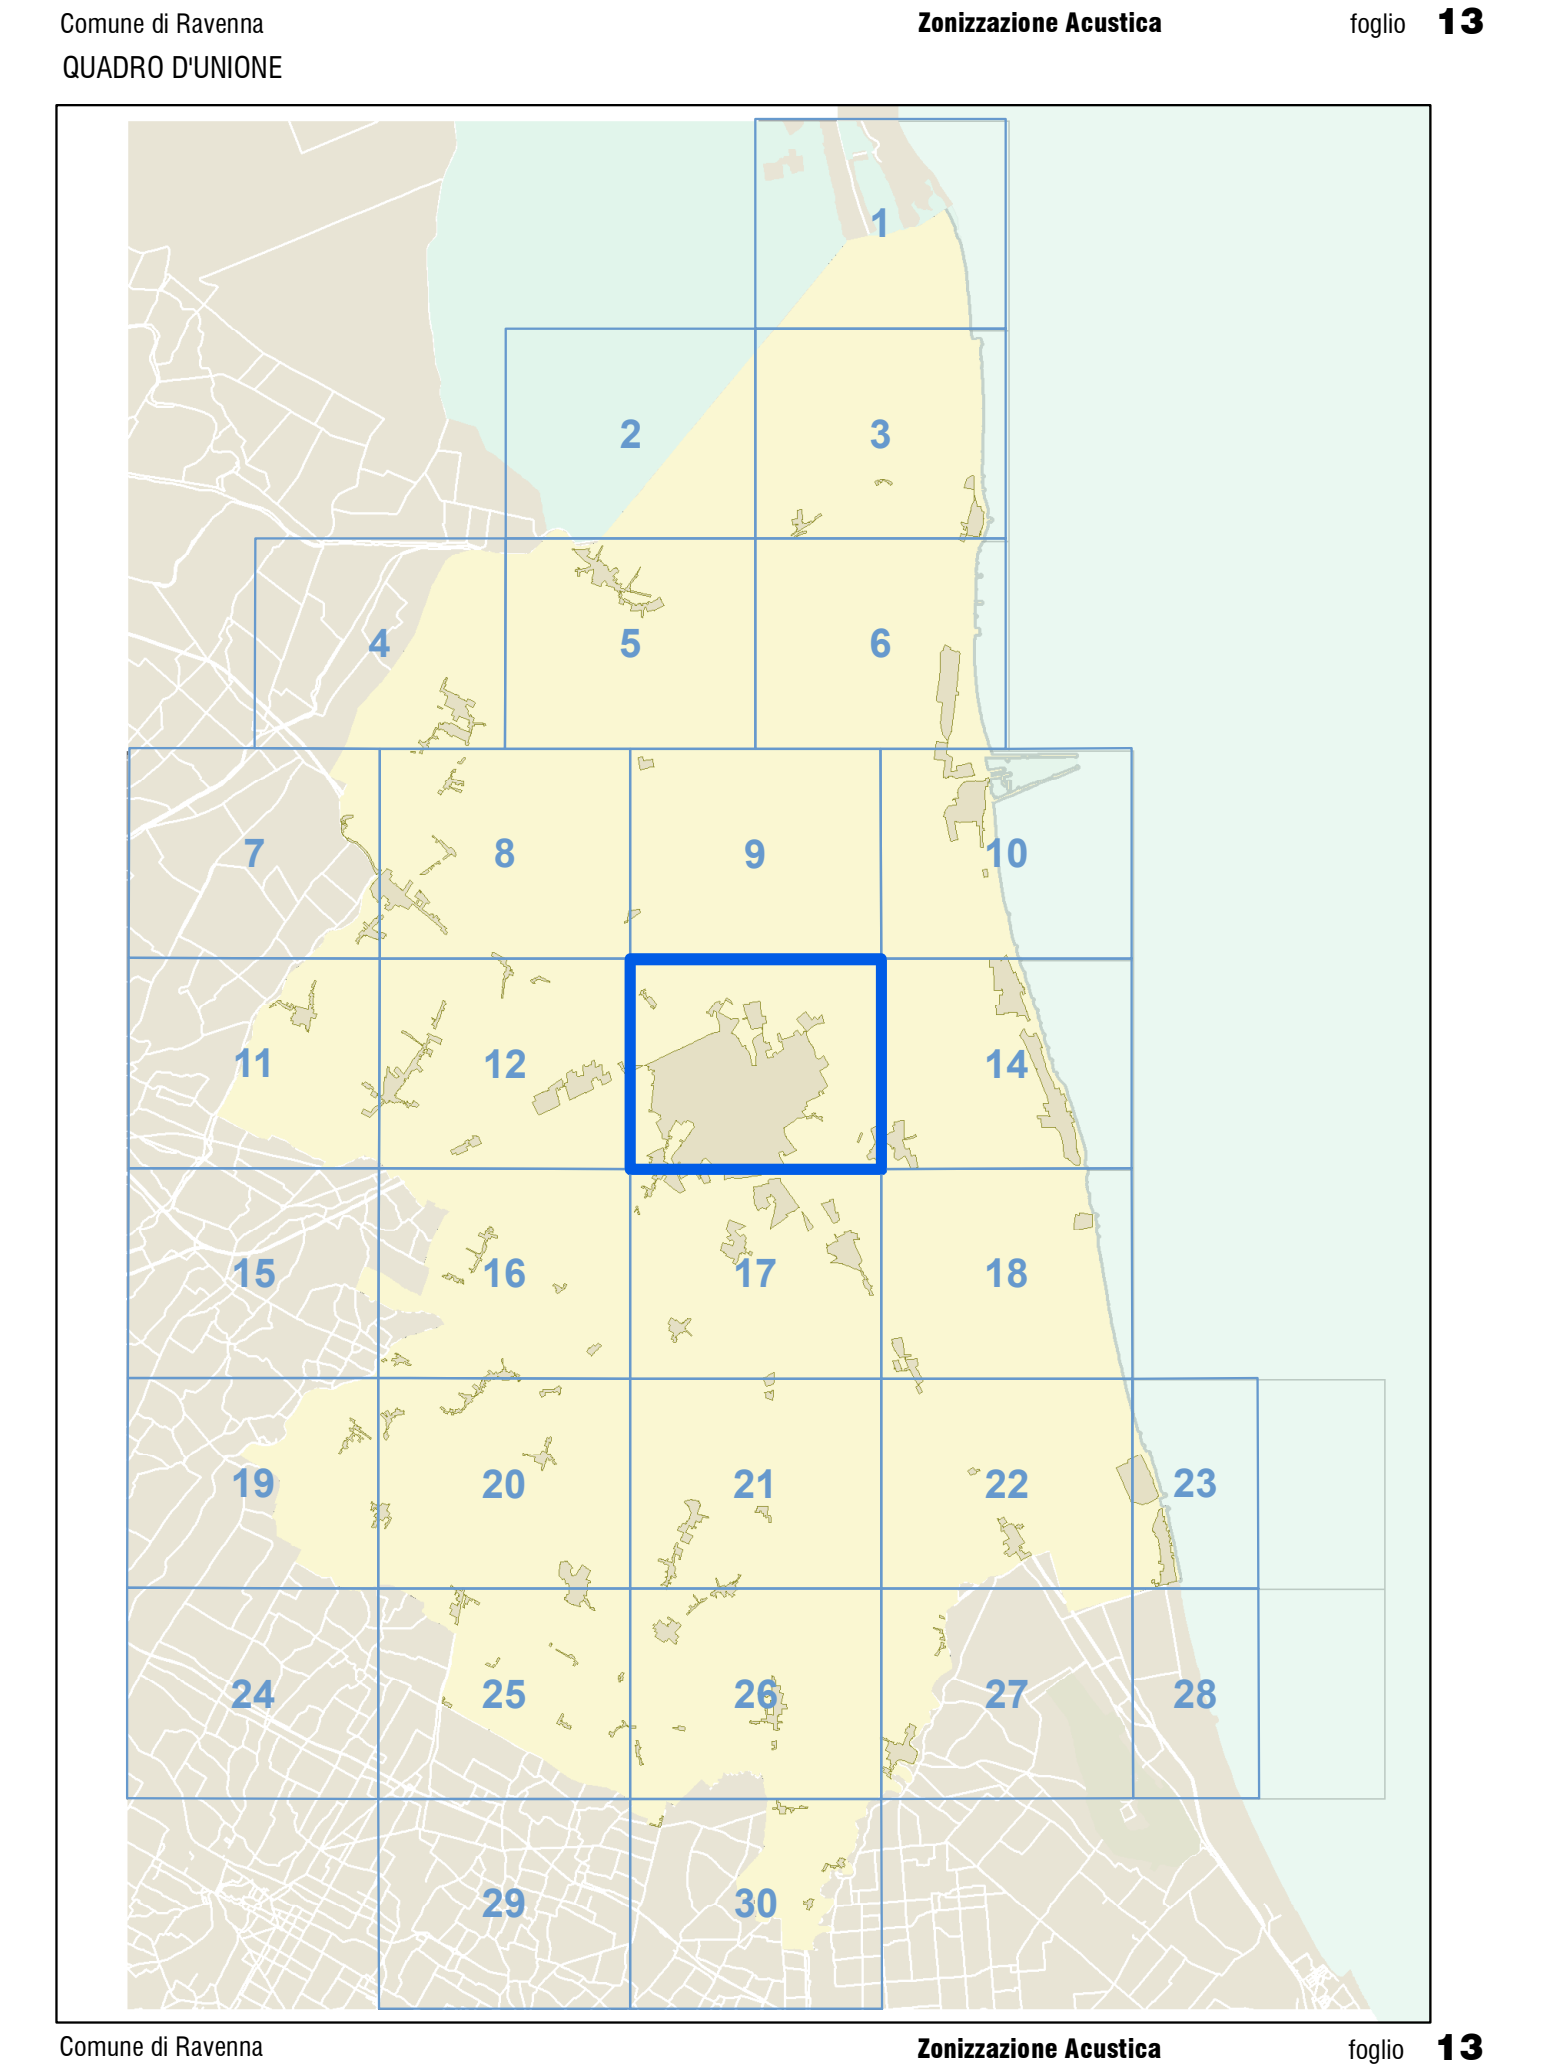 Comune di Ravenna Zonizzazione Acustica foglio 13
QUADRO D'UNIONE
1
2 3
4 5 6
7 8 9 10
11 12 14
15 16 17 18
19 20 21 22 23
24 25 26 27 28
29 30
Comune di Ravenna Zonizzazione Acustica foglio 13